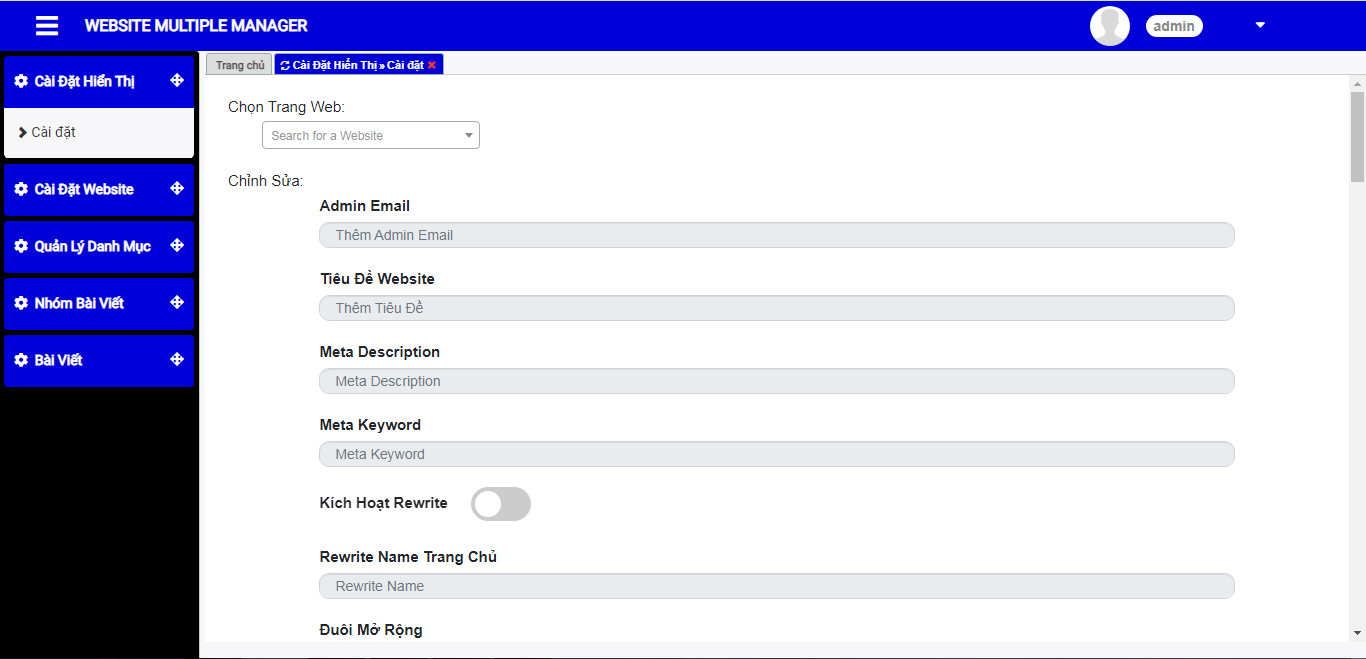 WEBSITE MULTIPLE MANAGER
admin
Cài Đặt Hiển Thị
Cài đặt
Cài Đặt Website
Quản Lý Danh Mục
Nhóm Bài Viết
Bài Viết
Trang chủ
Cài Đặt Hiển Thị » Cài đặt
Chọn Trang Web:
Search for a Website
Chỉnh Sửa:
Admin Email
Thêm Admin Email
Tiêu Đề Website
Thêm Tiêu Đề
Meta Description
Meta Description
Meta Keyword
Meta Keyword
Kích Hoạt Rewrite
Rewrite Name Trang Chủ
Rewrite Name
Đuôi Mở Rộng